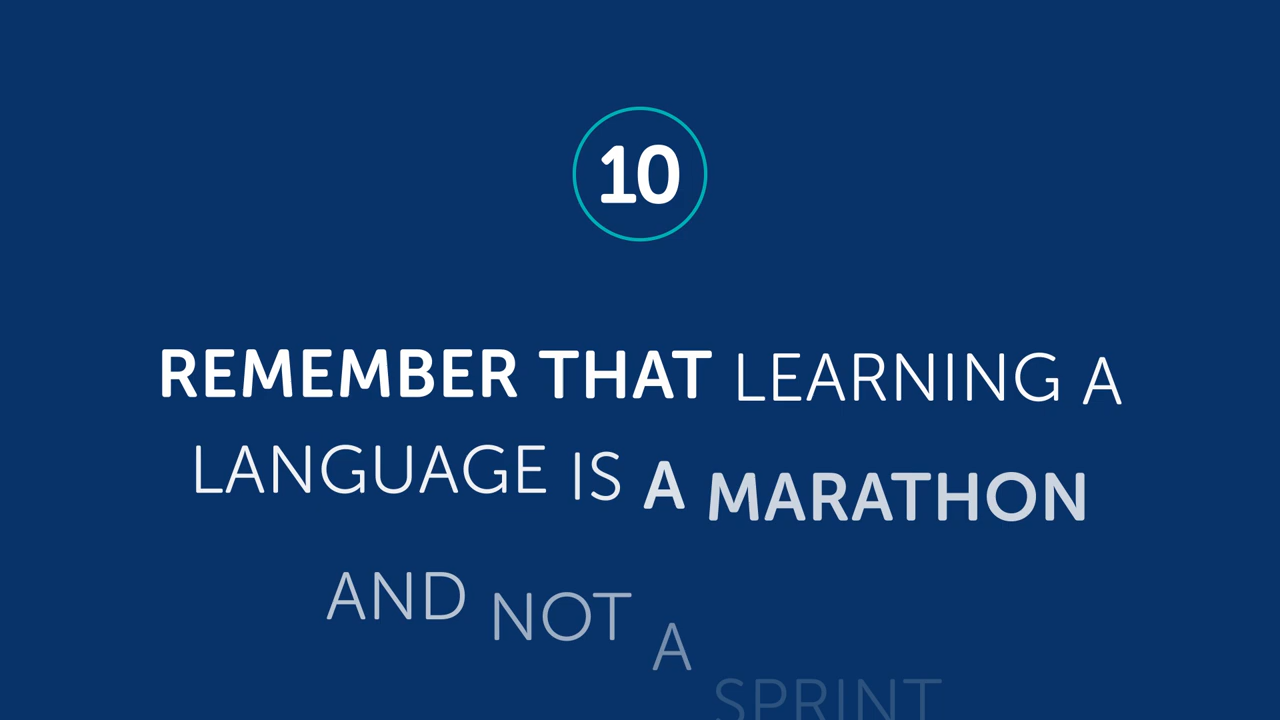 10
REMEMBER THAT LEARNING A
LANGUAGE IS A MARATHON
AND NOT A
SPRINT